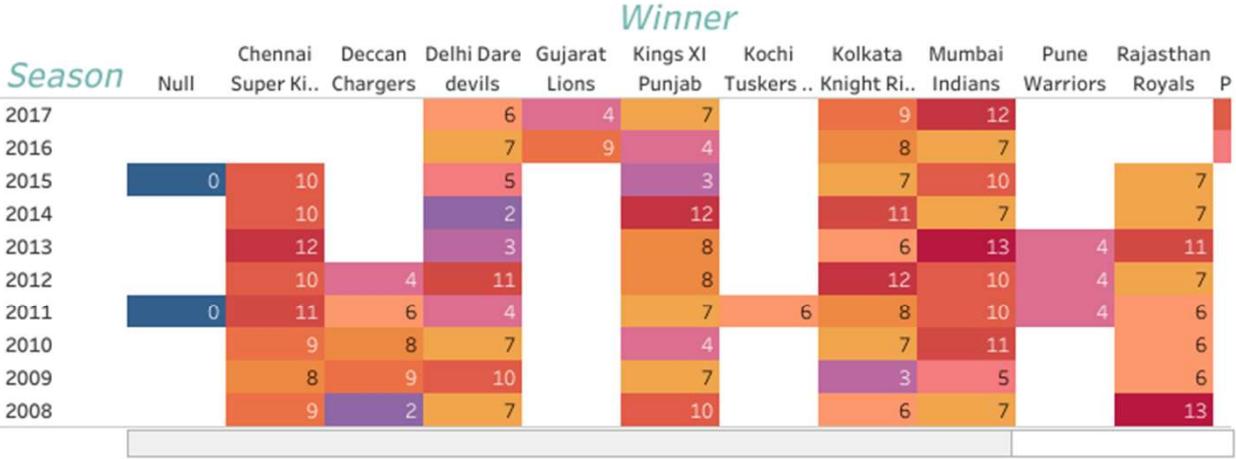 Winner
Chennai Deccan Delhi Dare Gujarat Kings XI Kochi Kolkata Mumbai Pune Rajasthan
Season Null Super Ki.. Chargers devils Lions Punjab Tuskers .. Knight Ri.. Indians Warriors Royals P
2017 6 4 7 9 12
2016 7 9 4 8 7
2015 0 10 5 3 7 10 7
2014 10 2 12 11 7 7
2013 12 3 8 6 13 4 11
2012 10 4 11 8 12 10 4 7
2011 0 11 6 4 7 6 8 10 4 6
2010 9 8 7 4 7 11 6
2009 8 9 10 7 3 5 6
2008 9 2 7 10 6 7 13